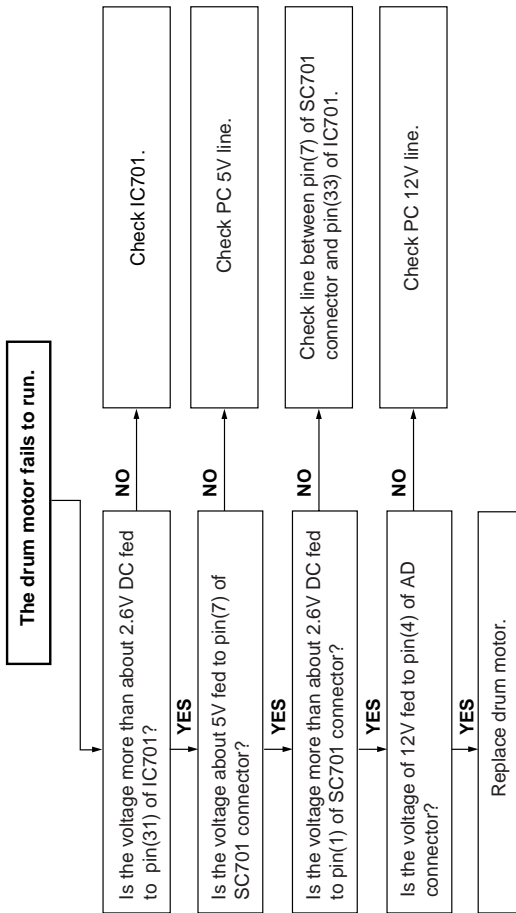 The drum motor fails to run.
Is the voltage more than about 2.6V DC fed
to pin(31) of IC701?
NO
Check IC701.
YES
Is the voltage about 5V fed to pin(7) of
SC701 connector?
NO
Check PC 5V line.
YES
Is the voltage more than about 2.6V DC fed
to pin(1) of SC701 connector?
NO
Check line between pin(7) of SC701
connector and pin(33) of IC701.
YES
Is the voltage of 12V fed to pin(4) of AD
connector?
NO
Check PC 12V line.
YES
Replace drum motor.